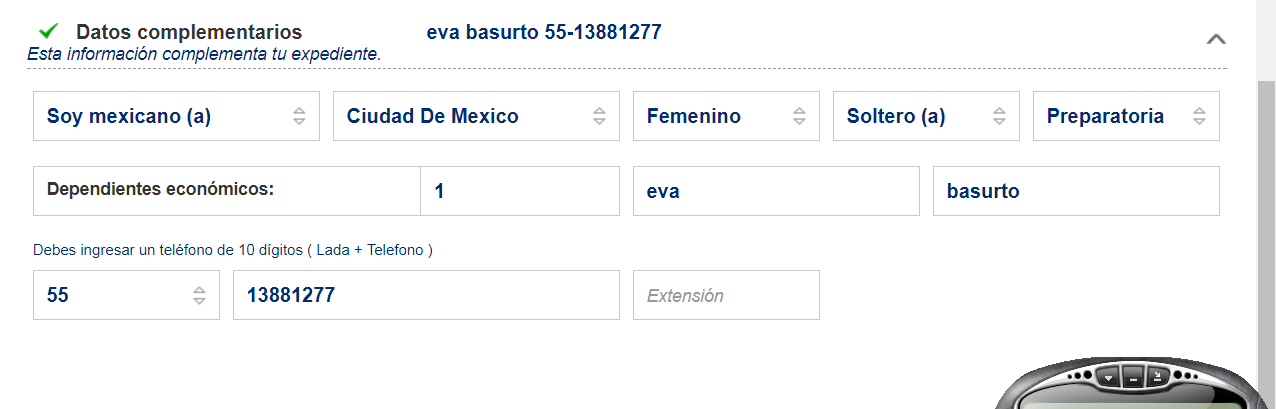 Datos complementarios eva basurto 55-13881277
Esta información complementa tu expediente.
Soy mexicano (a) Ciudad De Mexico Femenino Soltero (a) Preparatoria
Dependientes económicos: 1 eva basurto
Debes ingresar un teléfono de 10 dígitos ( Lada + Telefono )
55 13881277 Extensión